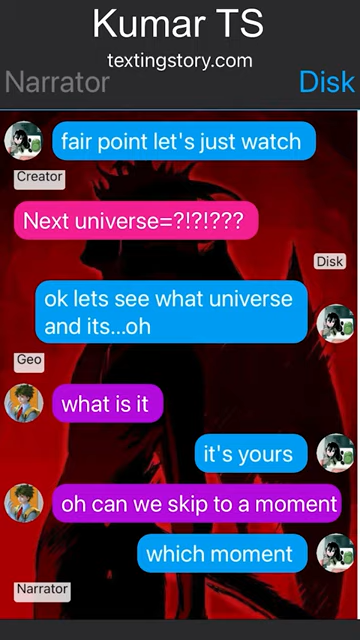 Kumar TS
textingstory.com
Narrator
Disk
fair point let's just watch
Creator
Next universe=?!?!???
Disk
ok lets see what universe
and its...oh
Geo
what is it
it's yours
oh can we skip to a moment
which moment
Narrator